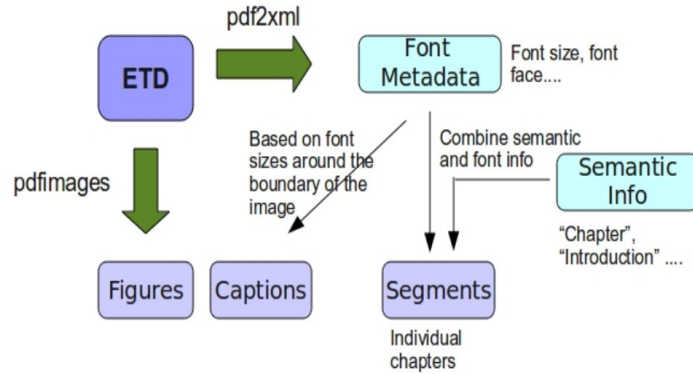 pdf2xml
ETD
Font
Metadata
Font size, font
face....
Based on font
sizes around the
boundary of the
image
Combine semantic
and font info
pdfimages
Semantic
Info
“Chapter”,
“Introduction” ....
Figures
Captions
Segments
Individual
chapters